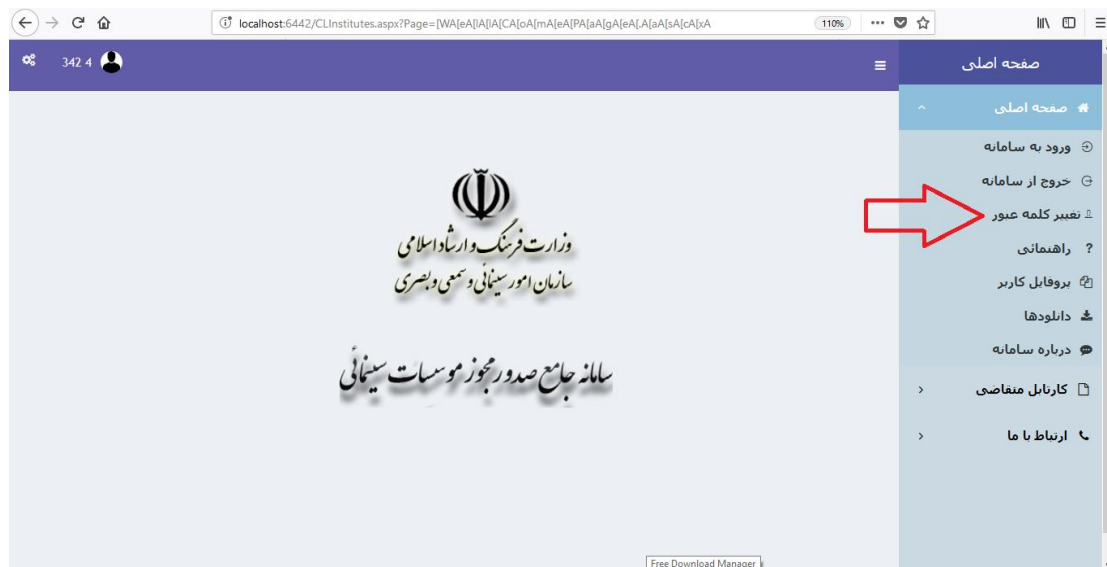 localhost:6442/CLInstitutes.aspx?Page=[WA[eA[lA[lA[CA[oA[mA[eA[PA[aA[gA[eA[,A[aA[sA[cA[xA
110%
صفحه اصلی
342 4
صفحه اصلی
ورود به سامانه
خروج از سامانه
تغییر کلمه عبور
راهنمائی
پروفایل کاربر
دانلودها
درباره سامانه
کارتابل متقاضی
ارتباط با ما
وزارت فرهنگ و ارشاد اسلامی
سازمان امور سینمائی و سمعی و بصری
سامانه جامع صدور مجوز موسسات سینمائی
Free Download Manager